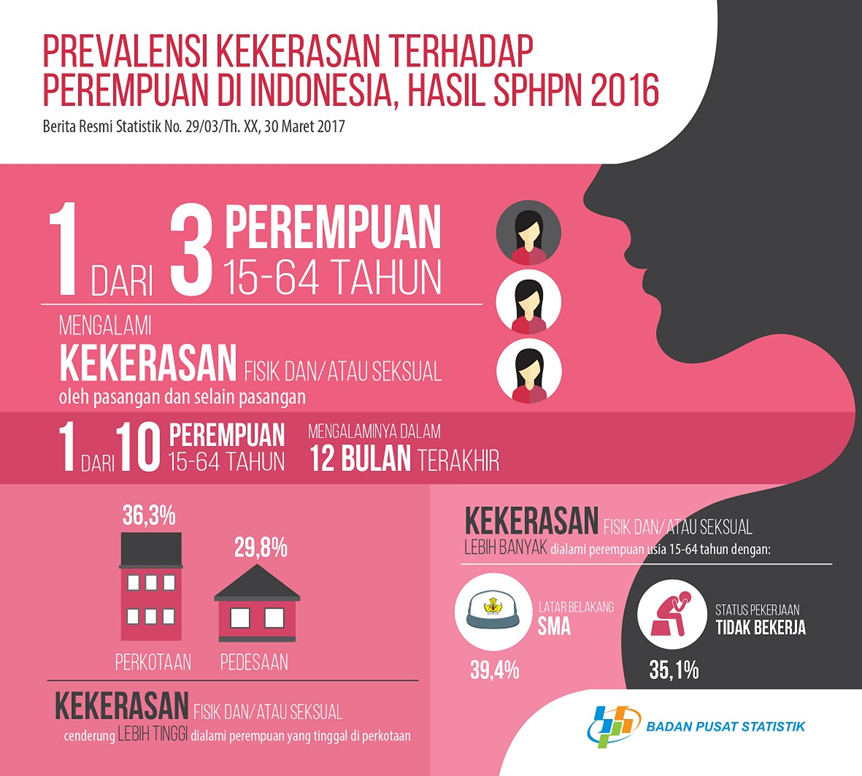 PREVALENSI KEKERASAN TERHADAP
PEREMPUAN DI INDONESIA, HASIL SPHPN 2016
Berita Resmi Statistik No. 29/03/Th. XX, 30 Maret 2017
1 DARI 3 PEREMPUAN
15-64 TAHUN
MENGALAMI
KEKERASAN FISIK DAN/ATAU SEKSUAL
oleh pasangan dan selain pasangan
1 DARI 10 PEREMPUAN
15-64 TAHUN
MENGALAMINYA DALAM
12 BULAN TERAKHIR
36,3%
29,8%
PERKOTAAN
PEDESAAN
KEKERASAN FISIK DAN/ATAU SEKSUAL
cenderung LEBIH TINGGI dialami perempuan yang tinggal di perkotaan
KEKERASAN FISIK DAN/ATAU SEKSUAL
LEBIH BANYAK dialami perempuan usia 15-64 tahun dengan:
LATAR BELAKANG
SMA
39,4%
STATUS PEKERJAAN
TIDAK BEKERJA
35,1%
BADAN PUSAT STATISTIK